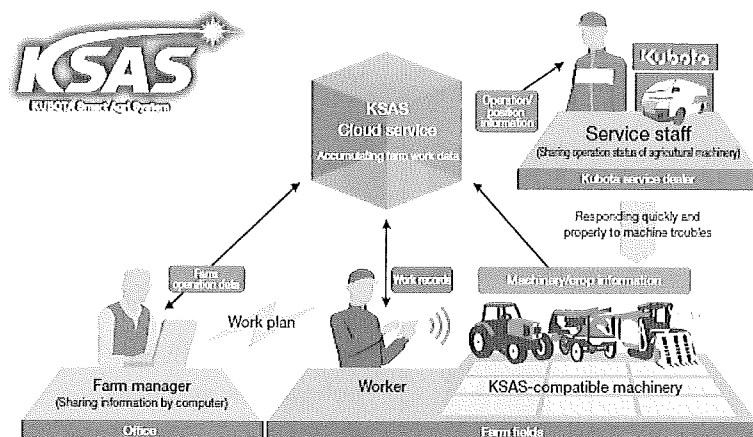 KSAS
KUBOTA Smart Agri System
KSAS
Cloud service
Accumulating farm work data
Operation/
position
information
Kubota
Service staff
(Sharing operation status of agricultural machinery)
Kubota service dealer
Responding quickly and
properly to machine troubles
Farm
operation data
Work records
Machinery/crop information
Work plan
Farm manager
(Sharing information by computer)
Office
Worker
KSAS-compatible machinery
Farm fields